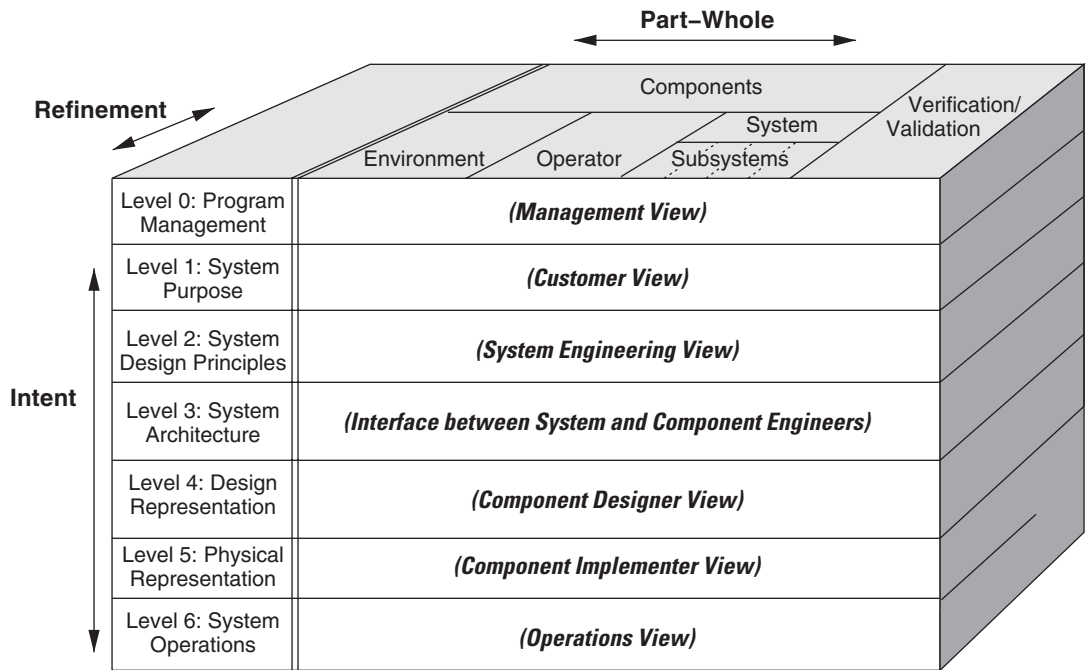 Part–Whole
Refinement
Components
Verification/
Validation
System
Environment
Operator
Subsystems
Level 0: Program
Management
(Management View)
Level 1: System
Purpose
(Customer View)
Level 2: System
Design Principles
(System Engineering View)
Intent
Level 3: System
Architecture
(Interface between System and Component Engineers)
Level 4: Design
Representation
(Component Designer View)
Level 5: Physical
Representation
(Component Implementer View)
Level 6: System
Operations
(Operations View)